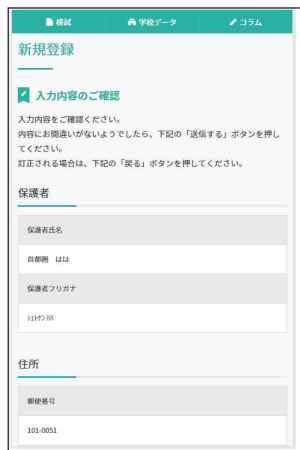 模試
学校データ
コラム
新規登録
入力内容のご確認
入力内容をご確認ください。
内容にお間違いがないようでしたら、下記の「送信する」ボタンを押し
てください。
訂正される場合は、下記の「戻る」ボタンを押してください。
保護者
保護者氏名
首都圏 はは
保護者フリガナ
ｼｭﾄｹﾝ ﾊﾊ
住所
郵便番号
101-0051